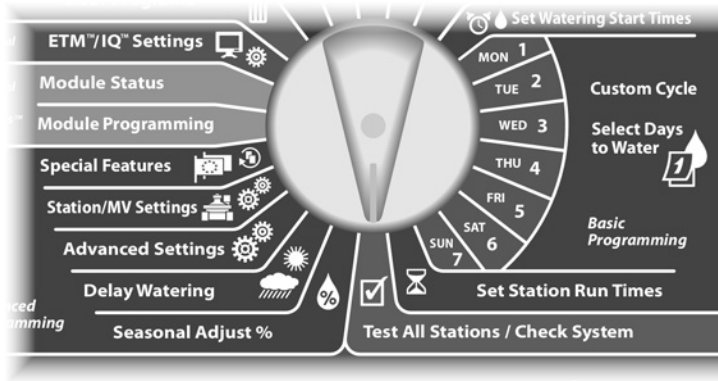 Set Watering Start Times
ETM™/IQ™ Settings
MON 1
Module Status
TUE 2
Custom Cycle
Module Programming
WED 3
Select Days
to Water
1
Special Features
THU 4
Station/MV Settings
FRI 5
SAT 6
Basic
Programming
Advanced Settings
SUN 7
Delay Watering
%
Set Station Run Times
Seasonal Adjust %
Test All Stations / Check System